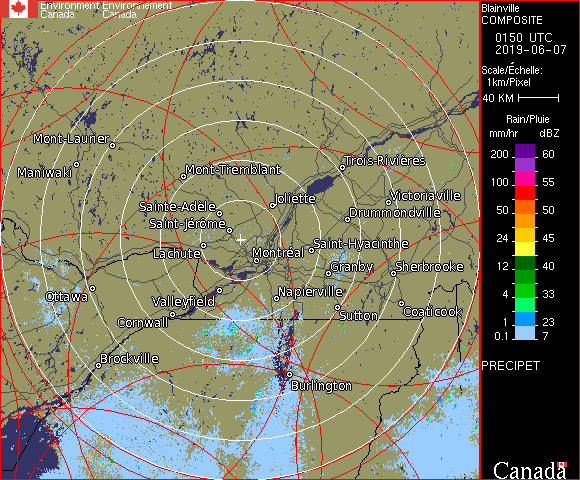 Environment Environnement
Canada Canada
Blainville
COMPOSITE
0150 UTC
2019-06-07
Scale/Échelle:
1km/Pixel
40 KM
Rain/Pluie
mm/hr dBZ
200 60
100 55
50 50
24 45
12 40
4 33
1 23
0.1 7
PRECIPET
Canada
Mont-Laurier
Maniwaki
Mont-Tremblant
Trois-Rivières
Joliette
Victoriaville
Sainte-Adèle
Drummondville
Saint-Jérôme
Saint-Hyacinthe
Lachute
Montréal
Granby
Sherbrooke
Ottawa
Valleyfield
Napierville
Coaticook
Cornwall
Sutton
Brockville
Burlington